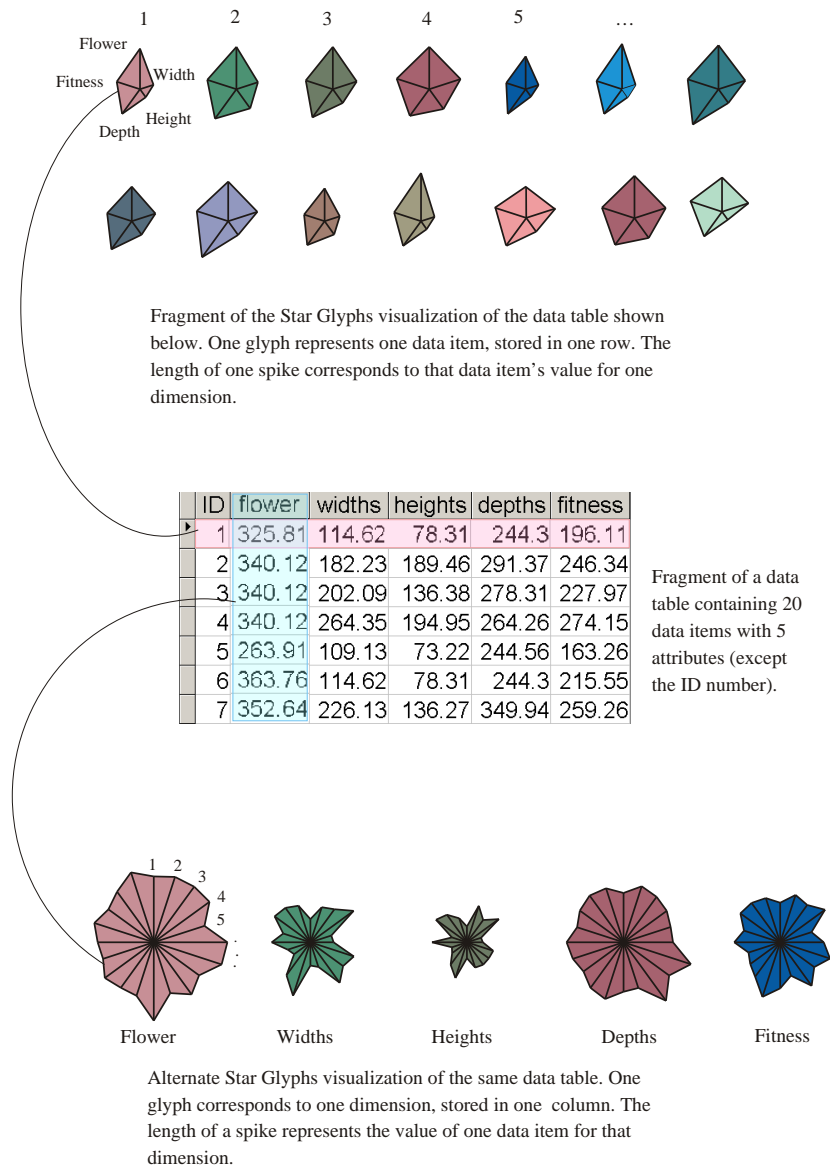 1 2 3 4 5 ...
Flower
Fitness
Width
Height
Depth
Fragment of the Star Glyphs visualization of the data table shown
below. One glyph represents one data item, stored in one row. The
length of one spike corresponds to that data item's value for one
dimension.
ID flower widths heights depths fitness
1 325.81 114.62 78.31 244.3 196.11
2 340.12 182.23 189.46 291.37 246.34
3 340.12 202.09 136.38 278.31 227.97
4 340.12 264.35 194.95 264.26 274.15
5 263.91 109.13 73.22 244.56 163.26
6 363.76 114.62 78.31 244.3 215.55
7 352.64 226.13 136.27 349.94 259.26
Fragment of a data
table containing 20
data items with 5
attributes (except
the ID number).
1
2
3
4
5
.
.
.
Flower Widths Heights Depths Fitness
Alternate Star Glyphs visualization of the same data table. One
glyph corresponds to one dimension, stored in one column. The
length of a spike represents the value of one data item for that
dimension.